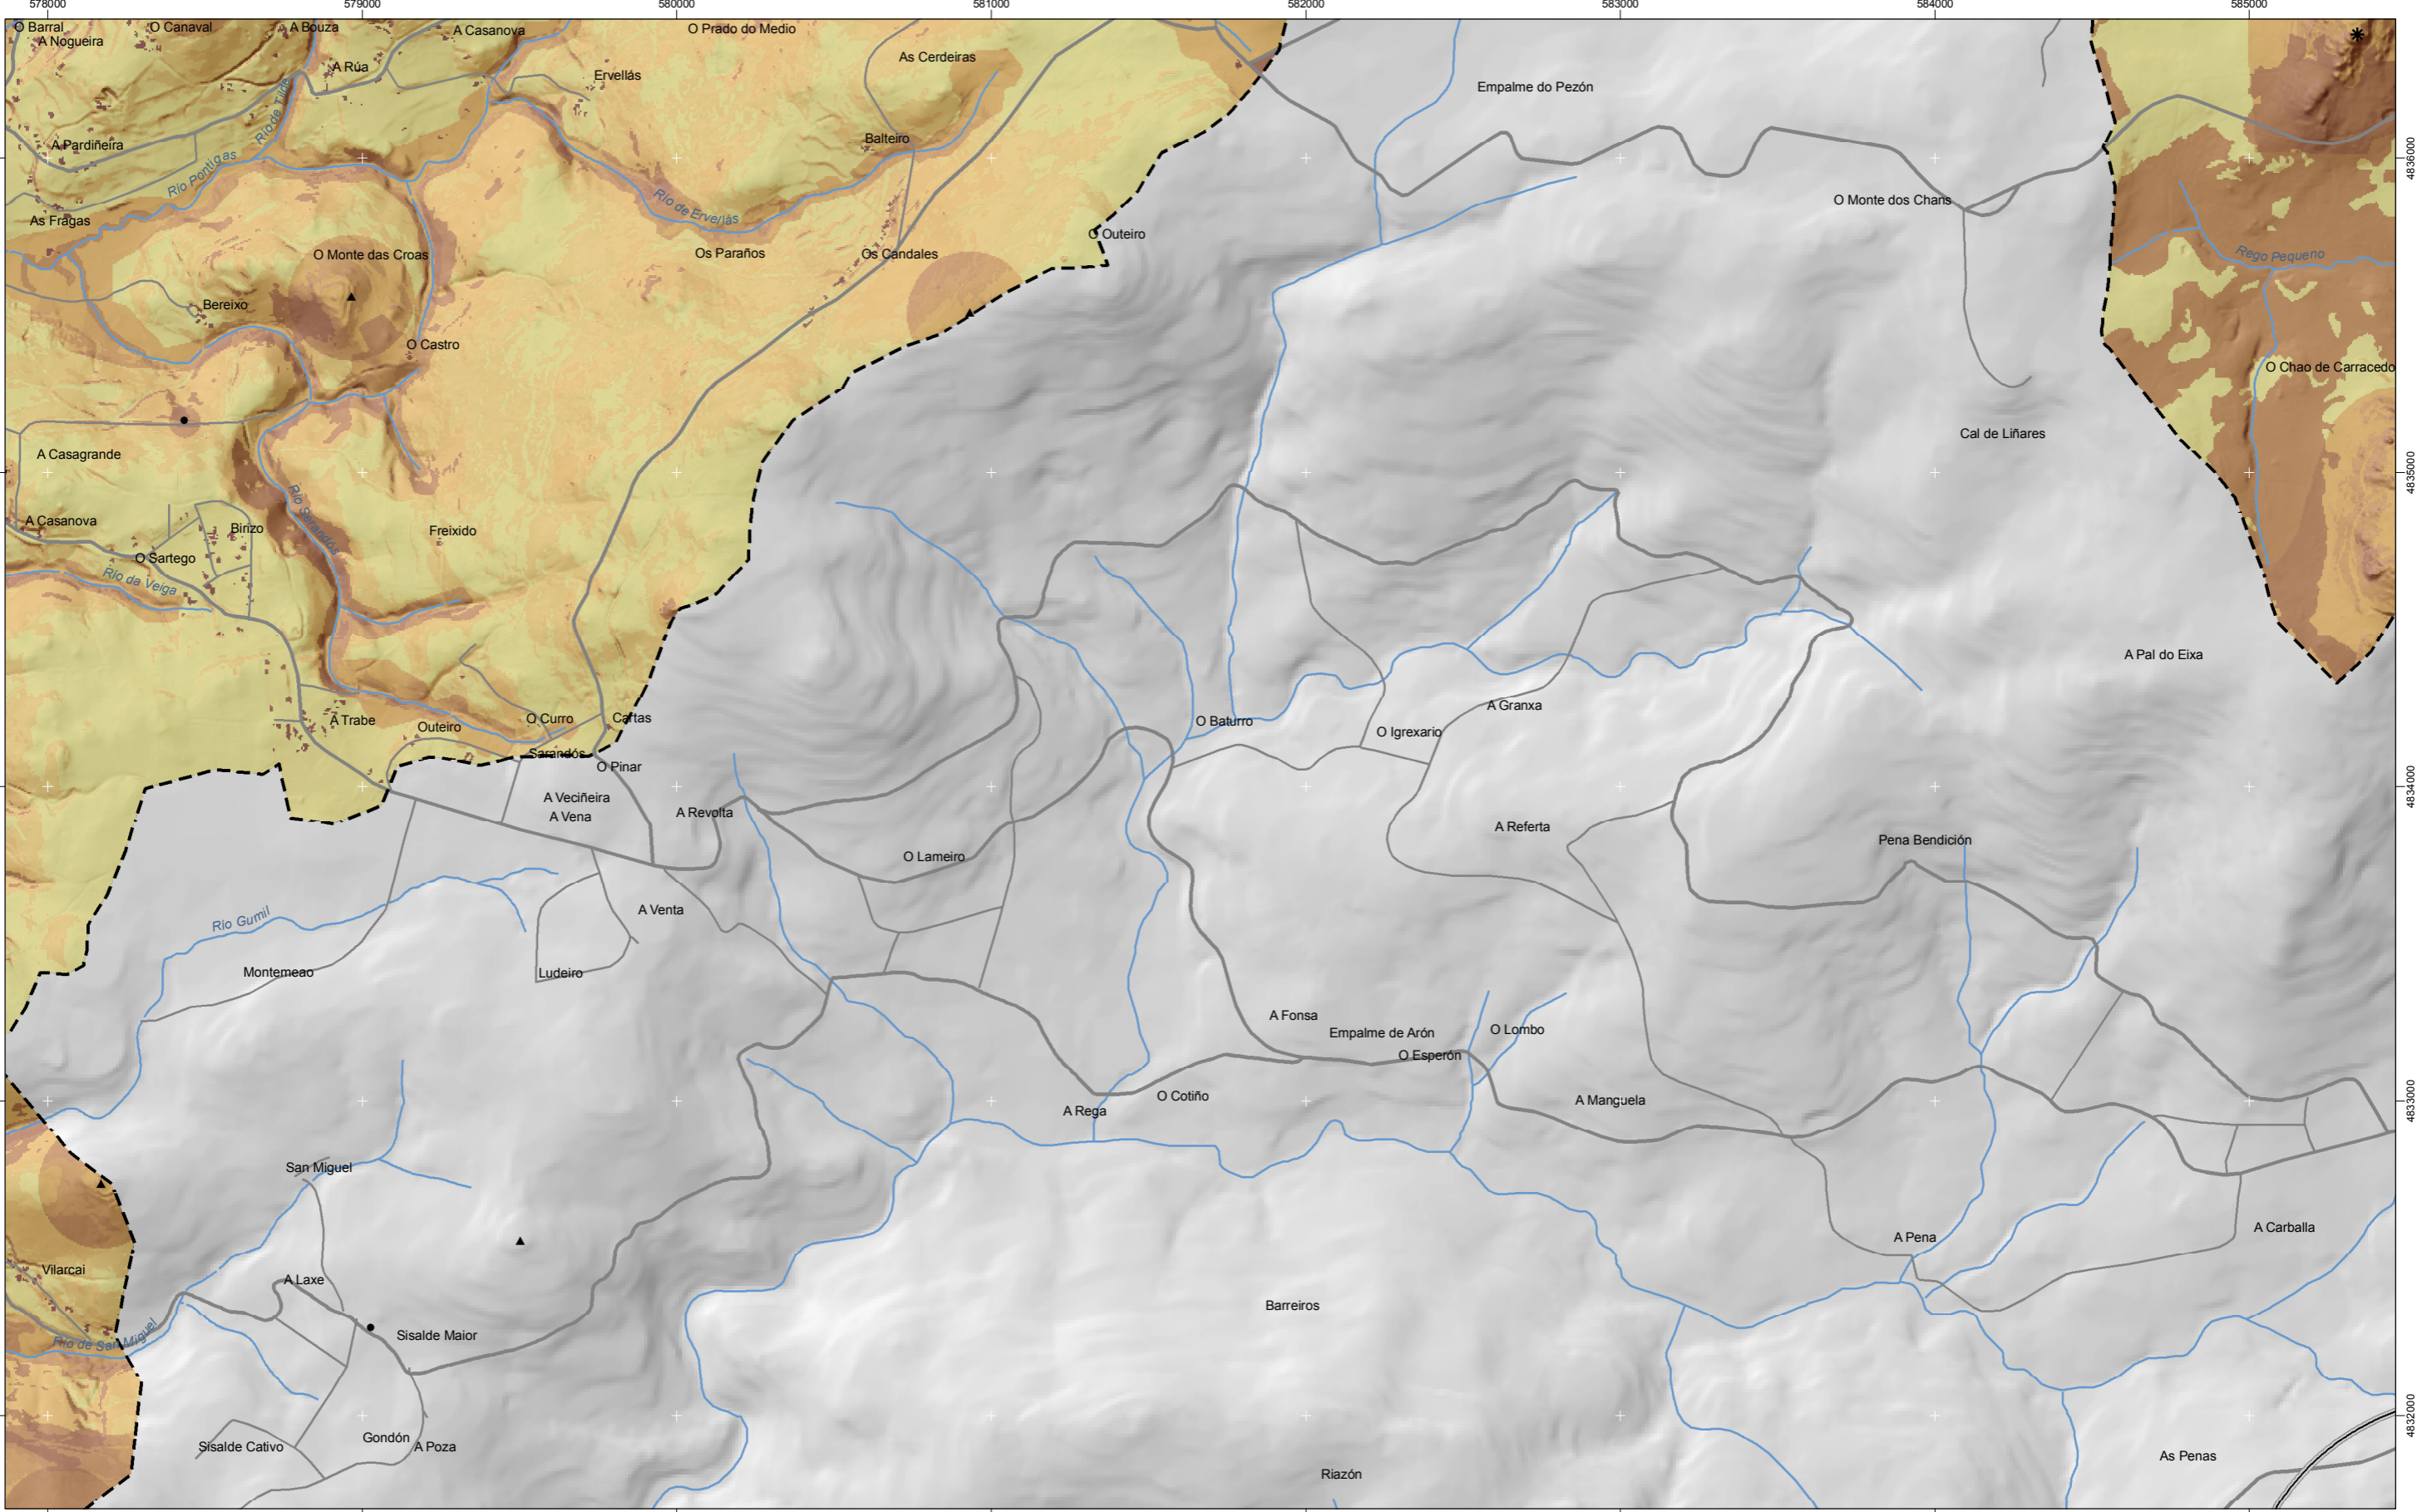 578000 579000 580000 581000 582000 583000 584000 585000
O Barral
A Nogueira
O Canaval
A Bouza
A Casanova
O Prado do Medio
As Cerdeiras
A Rúa
Ervellás
Empalme do Pezón
Río de Tilve
A Pardiñeira
Balteiro
4836000
Río Pontigas
As Fragas
Río de Ervellás
O Monte dos Chans
O Outeiro
O Monte das Croas
Os Paraños
Os Candales
Rego Pequeno
Bereixo
O Castro
O Chao de Carracedo
Cal de Liñares
A Casagrande
4835000
Río Sarandós
A Casanova
Birizo
Freixido
O Sartego
Río da Veiga
A Pal do Eixa
A Granxa
A Trabe
Outeiro
O Curro
Cartas
O Baturro
O Igrexario
Sarandós
O Pinar
4834000
A Veciñeira
A Vena
A Revolta
A Referta
Pena Bendición
O Lameiro
A Venta
Río Gumil
Montemeao
Ludeiro
A Fonsa
Empalme de Arón
O Lombo
O Esperón
O Cotiño
A Manguela
A Rega
4833000
San Miguel
A Carballa
A Pena
Vilarcai
A Laxe
Barreiros
Río de San Miguel
Sisalde Maior
4832000
Gondón
Sisalde Cativo
A Poza
As Penas
Riazón